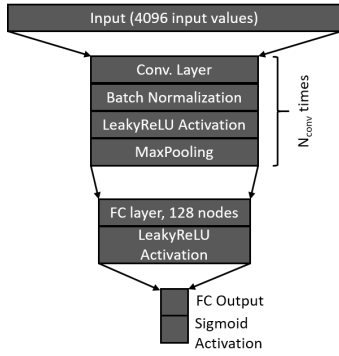 Input (4096 input values)
Conv. Layer
Batch Normalization
LeakyReLU Activation
MaxPooling
N_conv times
FC layer, 128 nodes
LeakyReLU
Activation
FC Output
Sigmoid
Activation